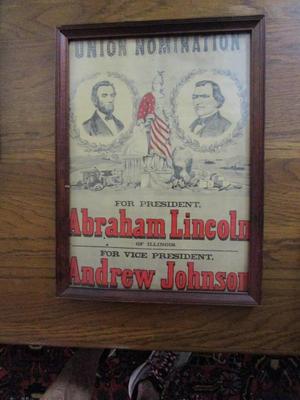 UNION NOMINATION
FOR PRESIDENT,
Abraham Lincoln
OF ILLINOIS
FOR VICE PRESIDENT,
Andrew Johnson